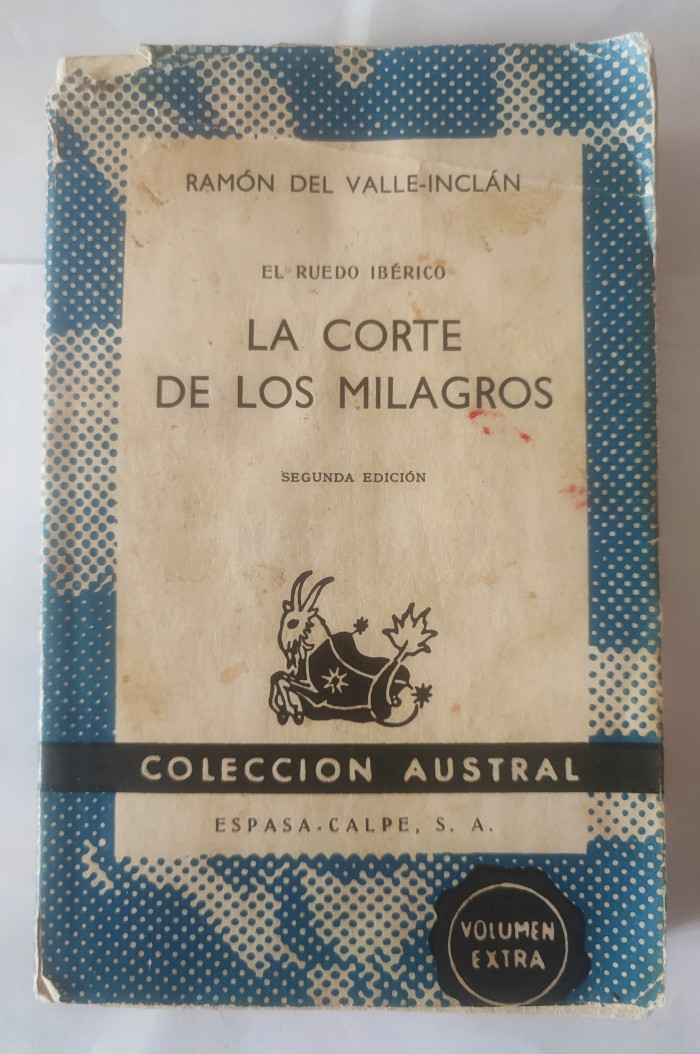 RAMÓN DEL VALLE-INCLÁN
EL RUEDO IBÉRICO
LA CORTE
DE LOS MILAGROS
SEGUNDA EDICIÓN
COLECCION AUSTRAL
ESPASA-CALPE, S. A.
VOLUMEN
EXTRA